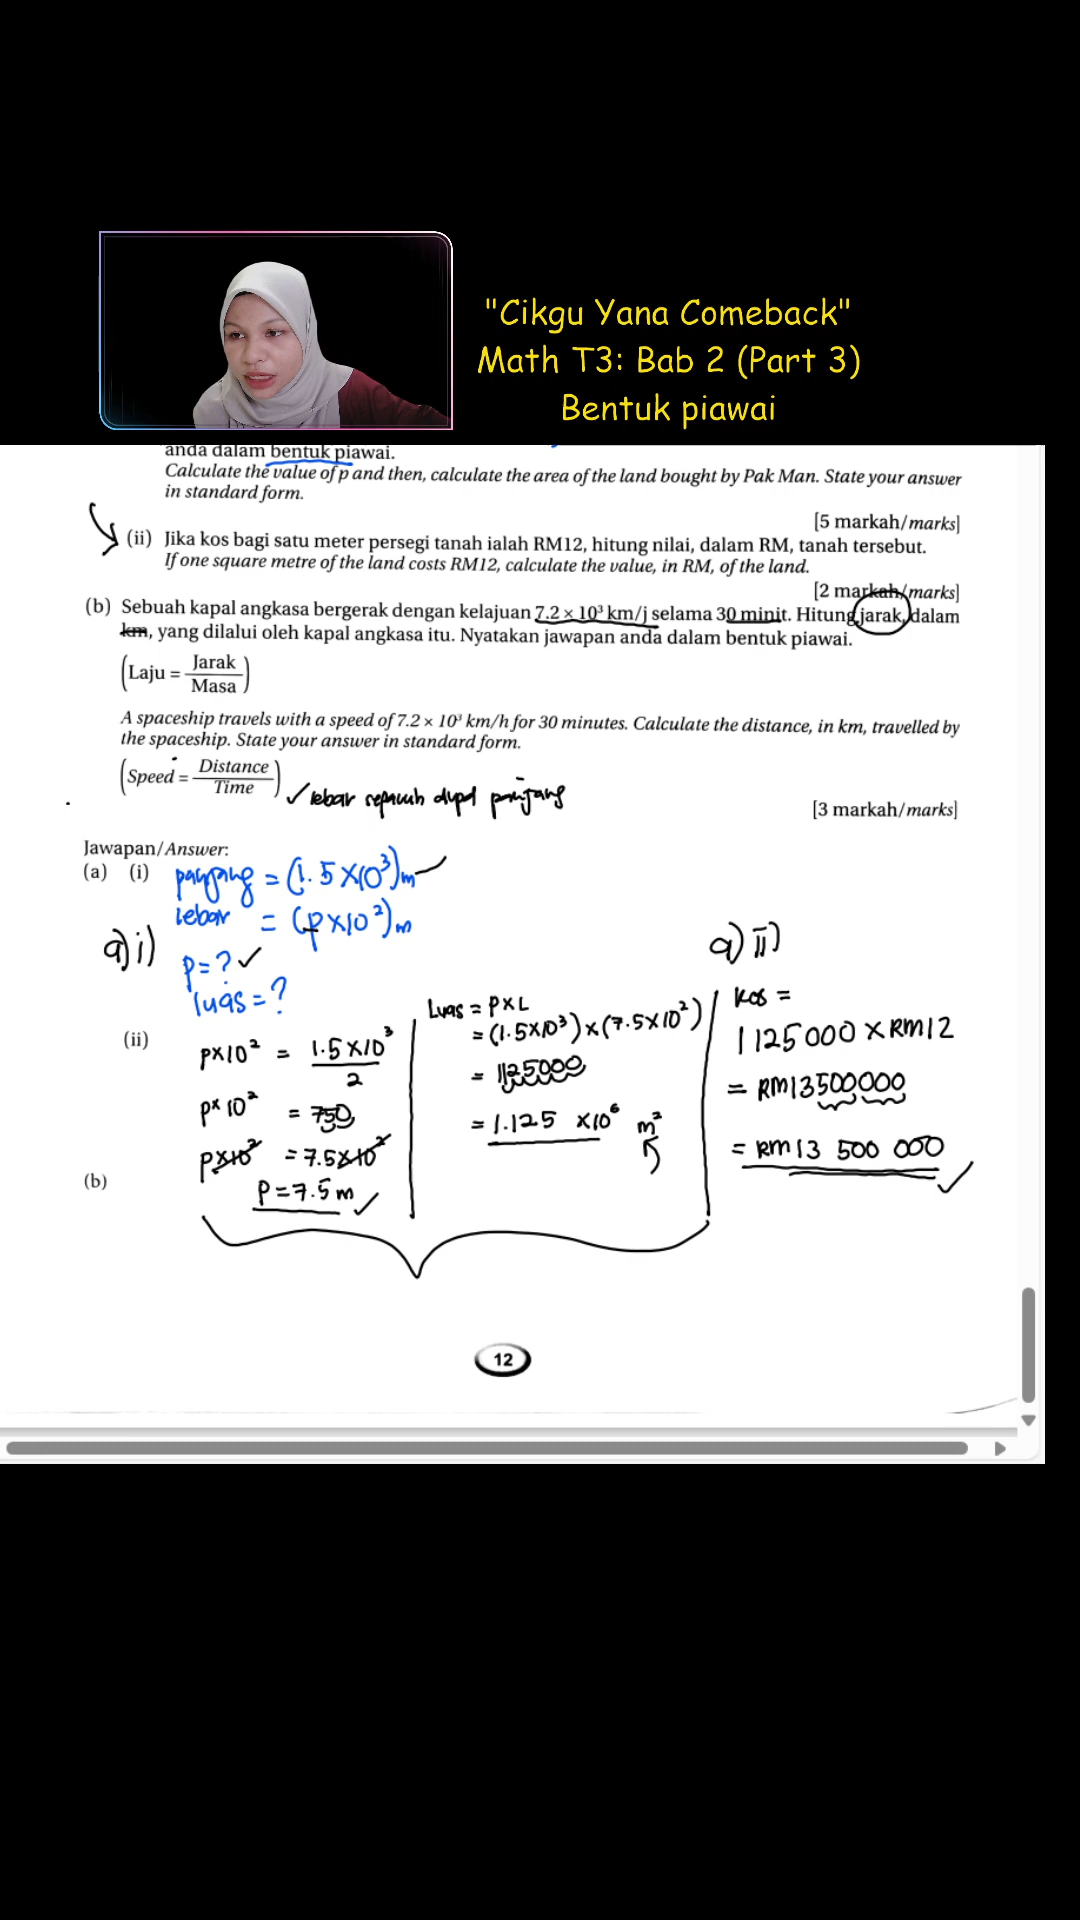 "Cikgu Yana Comeback"
Math T3: Bab 2 (Part 3)
Bentuk piawai
anda dalam bentuk piawai.
Calculate the value of p and then, calculate the area of the land bought by Pak Man. State your answer
in standard form.
[5 markah/marks]
(ii) Jika kos bagi satu meter persegi tanah ialah RM12, hitung nilai, dalam RM, tanah tersebut.
If one square metre of the land costs RM12, calculate the value, in RM, of the land.
[2 markah/marks]
(b) Sebuah kapal angkasa bergerak dengan kelajuan 7.2 × 10³ km/j selama 30 minit. Hitung jarak, dalam
km, yang dilalui oleh kapal angkasa itu. Nyatakan jawapan anda dalam bentuk piawai.
(Laju = Jarak/Masa)
A spaceship travels with a speed of 7.2 × 10³ km/h for 30 minutes. Calculate the distance, in km, travelled by
the spaceship. State your answer in standard form.
(Speed = Distance/Time)
✓ lebar separuh dpd panjang
[3 markah/marks]
Jawapan/Answer:
(a) (i) panjang = (1.5×10³)m
lebar = (p×10²)m
a)i)
p=? ✓
luas=?
(ii)
p×10² = 1.5×10³/2
p×10² = 750
p×10² = 7.5×10²
p=7.5m ✓
Luas = P×L
= (1.5×10³)×(7.5×10²)
= 1125000
= 1.125 ×10⁶ m²
a)ii)
kos =
1125000 × RM12
= RM13500000
= RM13 500 000 ✓
(b)
12